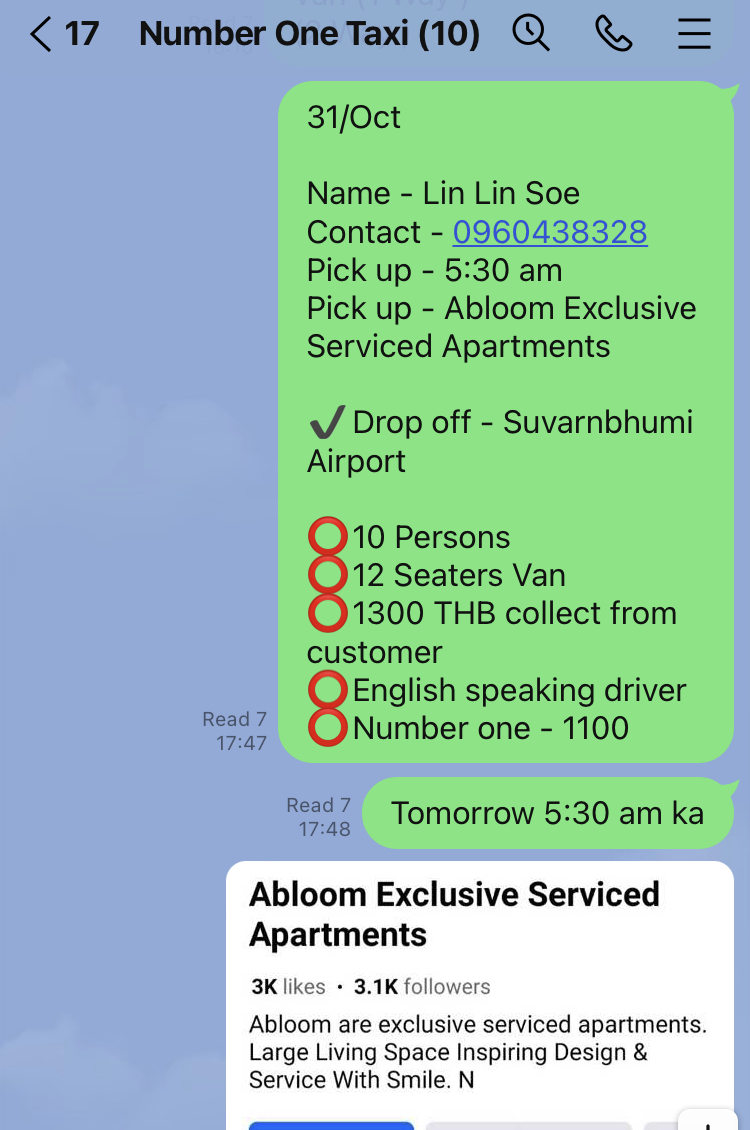 17 Number One Taxi (10)
31/Oct
Name - Lin Lin Soe
Contact - 0960438328
Pick up - 5:30 am
Pick up - Abloom Exclusive
Serviced Apartments
✔️Drop off - Suvarnbhumi
Airport
⭕10 Persons
⭕12 Seaters Van
⭕1300 THB collect from
customer
⭕English speaking driver
⭕Number one - 1100
Read 7
17:47
Tomorrow 5:30 am ka
Read 7
17:48
Abloom Exclusive Serviced
Apartments
3K likes • 3.1K followers
Abloom are exclusive serviced apartments.
Large Living Space Inspiring Design &
Service With Smile. N